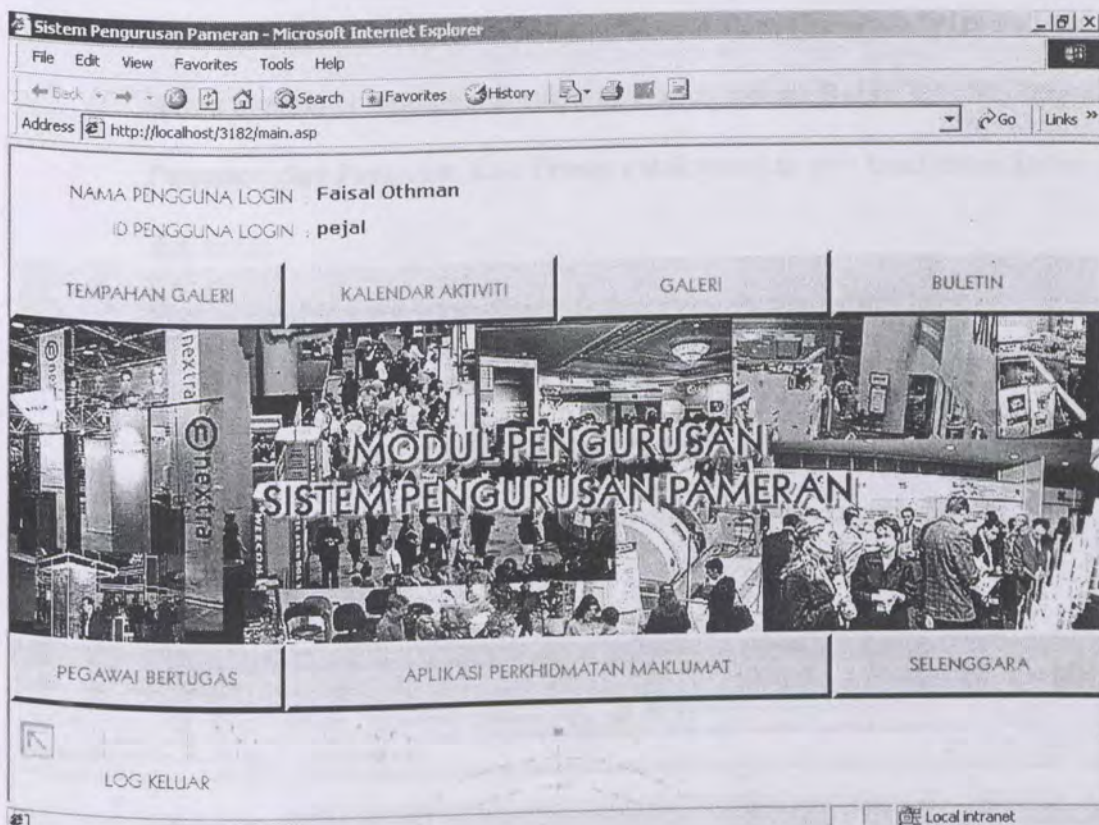 Sistem Pengurusan Pameran - Microsoft Internet Explorer
File Edit View Favorites Tools Help
Back Search Favorites History
Address http://localhost/3182/main.asp Go Links »
NAMA PENGGUNA LOGIN : Faisal Othman
ID PENGGUNA LOGIN : pejal
TEMPAHAN GALERI KALENDAR AKTIVITI GALERI BULETIN
nextra
nextra
MODUL PENGURUSAN
SISTEM PENGURUSAN PAMERAN
PEGAWAI BERTUGAS APLIKASI PERKHIDMATAN MAKLUMAT SELENGGARA
LOG KELUAR
Local intranet